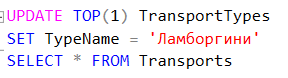 UPDATE TOP(1) TransportTypes
SET TypeName = 'Ламборгини'
SELECT * FROM Transports